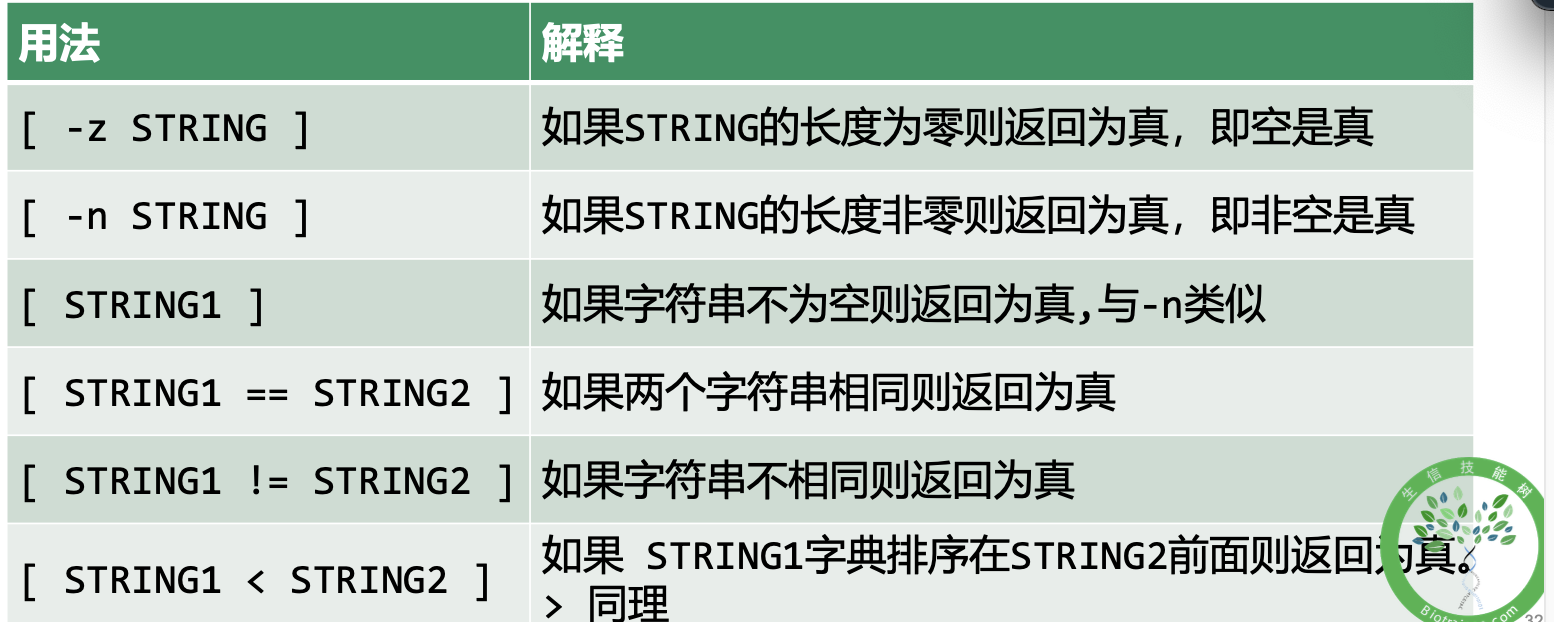 用法 解释
[ -z STRING ] 如果STRING的长度为零则返回为真，即空是真
[ -n STRING ] 如果STRING的长度非零则返回为真，即非空是真
[ STRING1 ] 如果字符串不为空则返回为真,与-n类似
[ STRING1 == STRING2 ] 如果两个字符串相同则返回为真
[ STRING1 != STRING2 ] 如果字符串不相同则返回为真
[ STRING1 < STRING2 ] 如果 STRING1字典排序在STRING2前面则返回为真。
> 同理
生信技能树
32